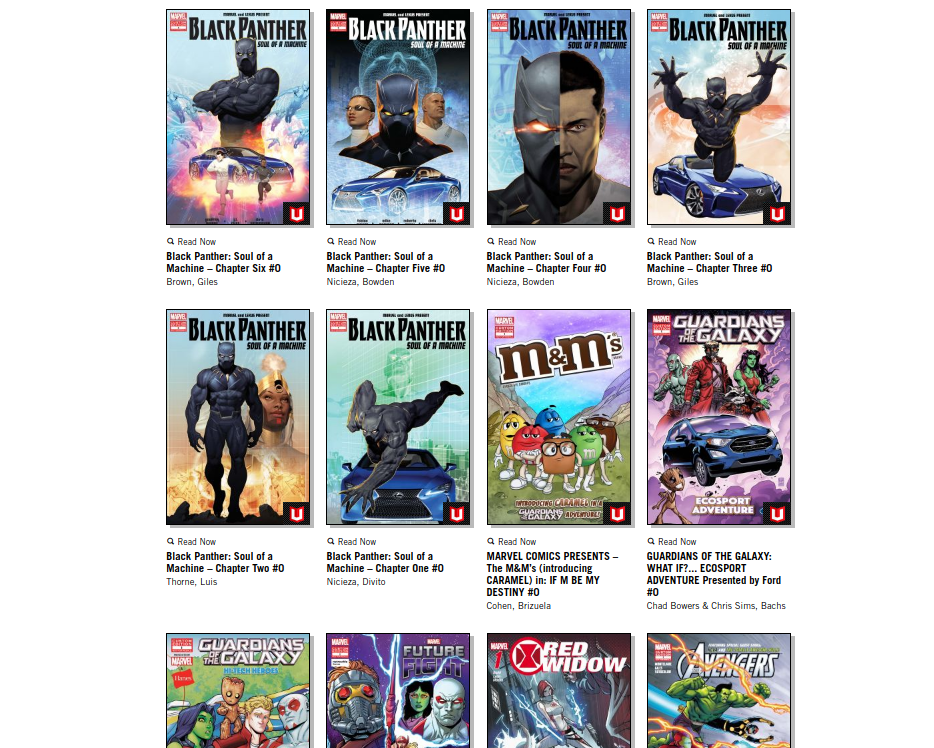 MARVEL and LEXUS PRESENT
BLACK PANTHER
SOUL OF A MACHINE
MARVEL and LEXUS PRESENT
BLACK PANTHER
SOUL OF A MACHINE
MARVEL and LEXUS PRESENT
BLACK PANTHER
SOUL OF A MACHINE
MARVEL and LEXUS PRESENT
BLACK PANTHER
SOUL OF A MACHINE
Read Now
Black Panther: Soul of a
Machine – Chapter Six #0
Brown, Giles
Read Now
Black Panther: Soul of a
Machine – Chapter Five #0
Nicieza, Bowden
Read Now
Black Panther: Soul of a
Machine – Chapter Four #0
Nicieza, Bowden
Read Now
Black Panther: Soul of a
Machine – Chapter Three #0
Brown, Giles
MARVEL and LEXUS PRESENT
BLACK PANTHER
SOUL OF A MACHINE
MARVEL and LEXUS PRESENT
BLACK PANTHER
SOUL OF A MACHINE
MARVEL
m&m's
INTRODUCING CARAMEL IN A
GUARDIANS OF THE GALAXY ADVENTURE!
MARVEL
GUARDIANS
OF THE GALAXY
ECOSPORT
ADVENTURE
Read Now
Black Panther: Soul of a
Machine – Chapter Two #0
Thorne, Luis
Read Now
Black Panther: Soul of a
Machine – Chapter One #0
Nicieza, Divito
Read Now
MARVEL COMICS PRESENTS –
The M&M's (introducing
CARAMEL) in: IF M BE MY
DESTINY #0
Cohen, Brizuela
Read Now
GUARDIANS OF THE GALAXY:
WHAT IF?... ECOSPORT
ADVENTURE Presented by Ford
#0
Chad Bowers & Chris Sims, Bachs
GUARDIANS
OF THE GALAXY
HI-TECH HEROES
MARVEL
Hanes
MARVEL
FUTURE
FIGHT
MARVEL
RED
WIDOW
AVENGERS